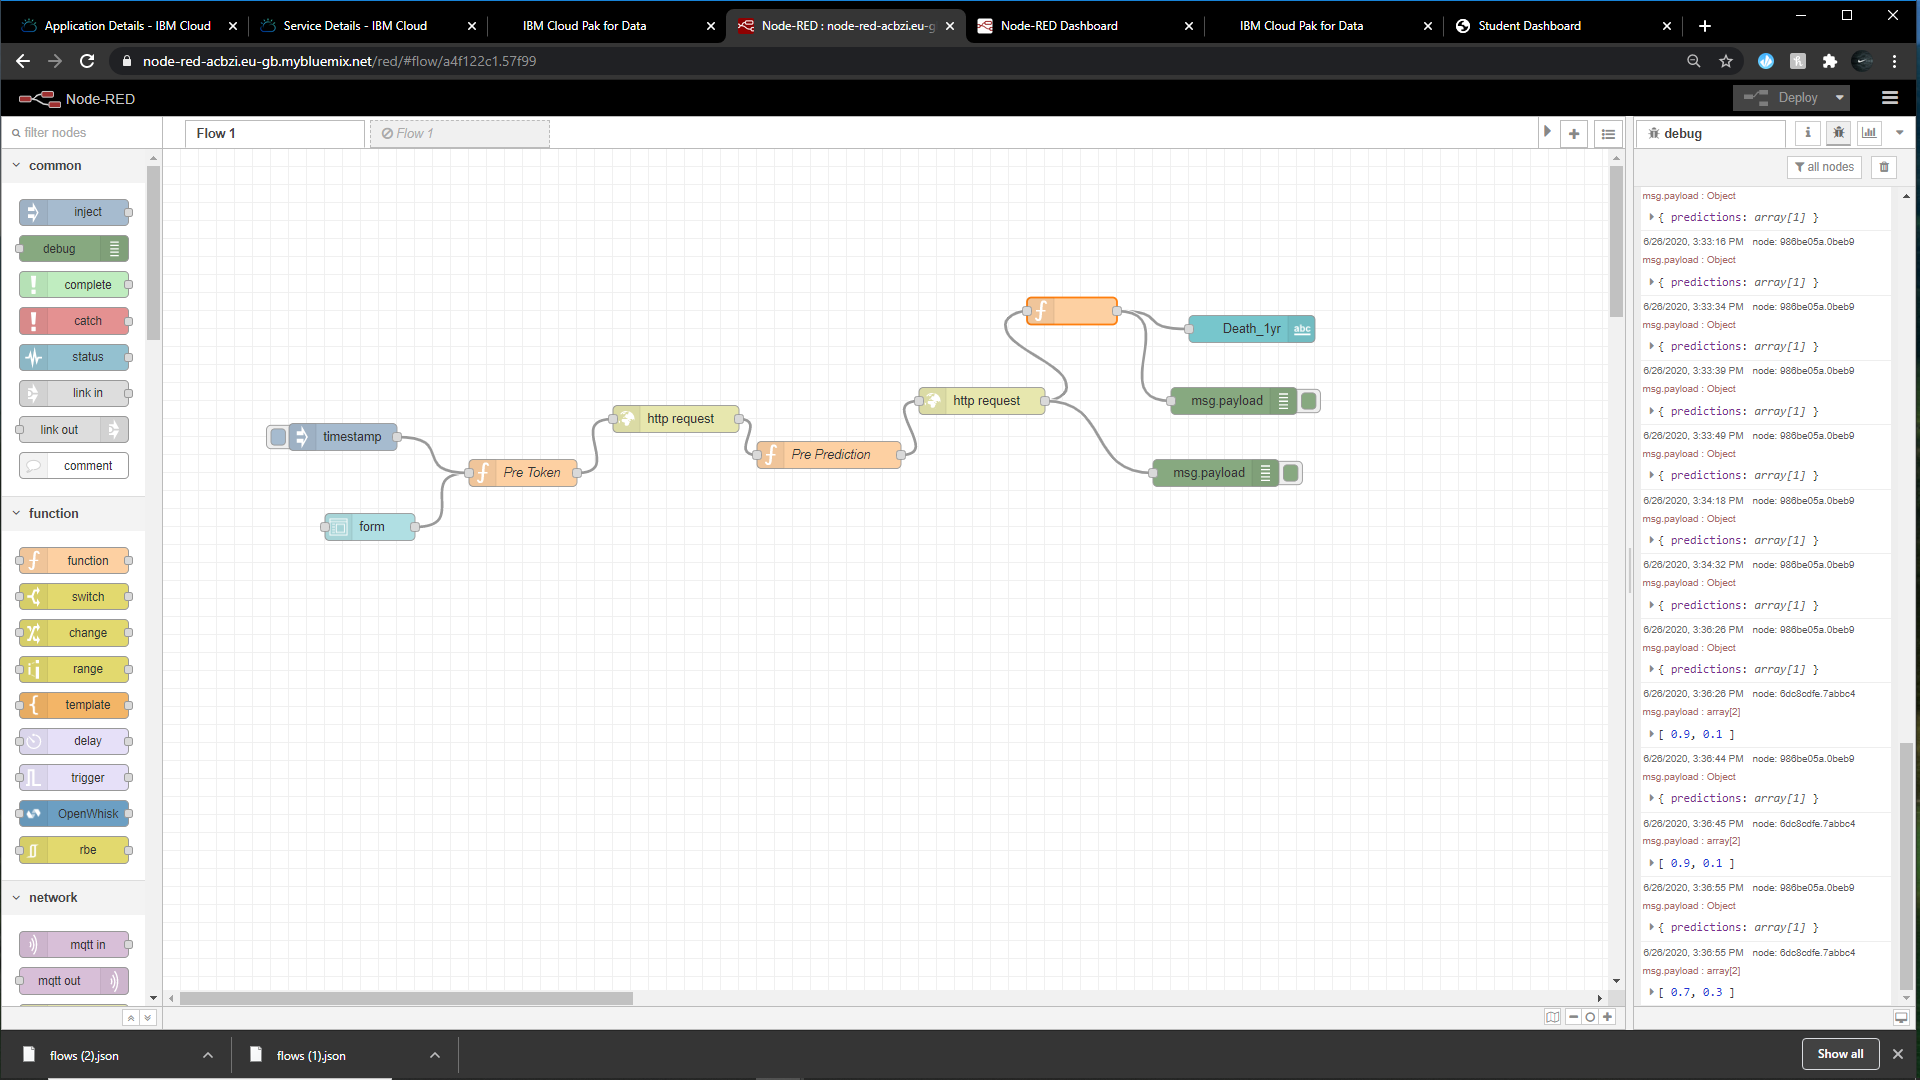 Application Details - IBM Cloud
Service Details - IBM Cloud
IBM Cloud Pak for Data
Node-RED : node-red-acbzi.eu-g
Node-RED Dashboard
IBM Cloud Pak for Data
Student Dashboard
node-red-acbzi.eu-gb.mybluemix.net/red/#flow/a4f122c1.57f99
Node-RED
Deploy
filter nodes
Flow 1
Flow 1
debug
all nodes
common
inject
debug
complete
catch
status
link in
link out
comment
function
function
switch
change
range
template
delay
trigger
OpenWhisk
rbe
network
mqtt in
mqtt out
timestamp
form
Pre Token
http request
Pre Prediction
http request
Death_1yr
abc
msg.payload
msg.payload
msg.payload : Object
{ predictions: array[1] }
6/26/2020, 3:33:16 PM node: 986be05a.0beb9
msg.payload : Object
{ predictions: array[1] }
6/26/2020, 3:33:34 PM node: 986be05a.0beb9
msg.payload : Object
{ predictions: array[1] }
6/26/2020, 3:33:39 PM node: 986be05a.0beb9
msg.payload : Object
{ predictions: array[1] }
6/26/2020, 3:33:49 PM node: 986be05a.0beb9
msg.payload : Object
{ predictions: array[1] }
6/26/2020, 3:34:18 PM node: 986be05a.0beb9
msg.payload : Object
{ predictions: array[1] }
6/26/2020, 3:34:32 PM node: 986be05a.0beb9
msg.payload : Object
{ predictions: array[1] }
6/26/2020, 3:36:26 PM node: 986be05a.0beb9
msg.payload : Object
{ predictions: array[1] }
6/26/2020, 3:36:26 PM node: 6dc8cdfe.7abbc4
msg.payload : array[2]
[ 0.9, 0.1 ]
6/26/2020, 3:36:44 PM node: 986be05a.0beb9
msg.payload : Object
{ predictions: array[1] }
6/26/2020, 3:36:45 PM node: 6dc8cdfe.7abbc4
msg.payload : array[2]
[ 0.9, 0.1 ]
6/26/2020, 3:36:55 PM node: 986be05a.0beb9
msg.payload : Object
{ predictions: array[1] }
6/26/2020, 3:36:55 PM node: 6dc8cdfe.7abbc4
msg.payload : array[2]
[ 0.7, 0.3 ]
flows (2).json
flows (1).json
Show all